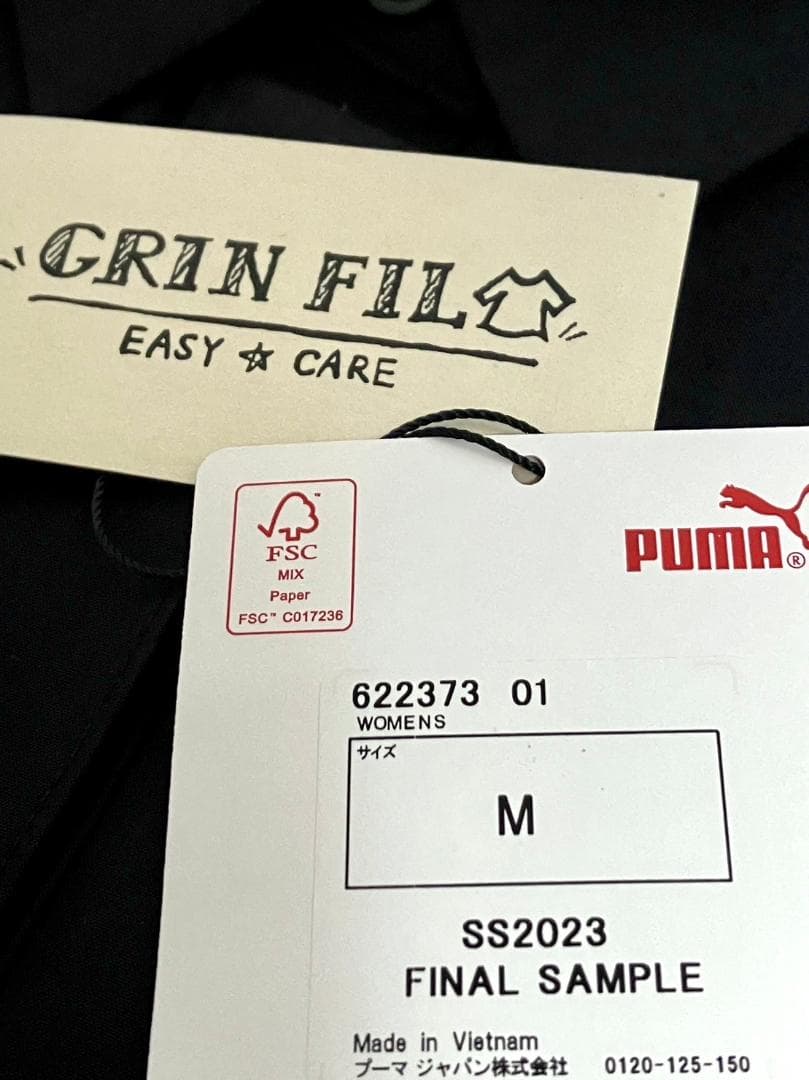 GRIN FIL
EASY ☆ CARE
FSC
MIX
Paper
FSC™ C017236
PUMA®
622373 01
WOMENS
サイズ
M
SS2023
FINAL SAMPLE
Made in Vietnam
プーマ ジャパン株式会社 0120-125-150